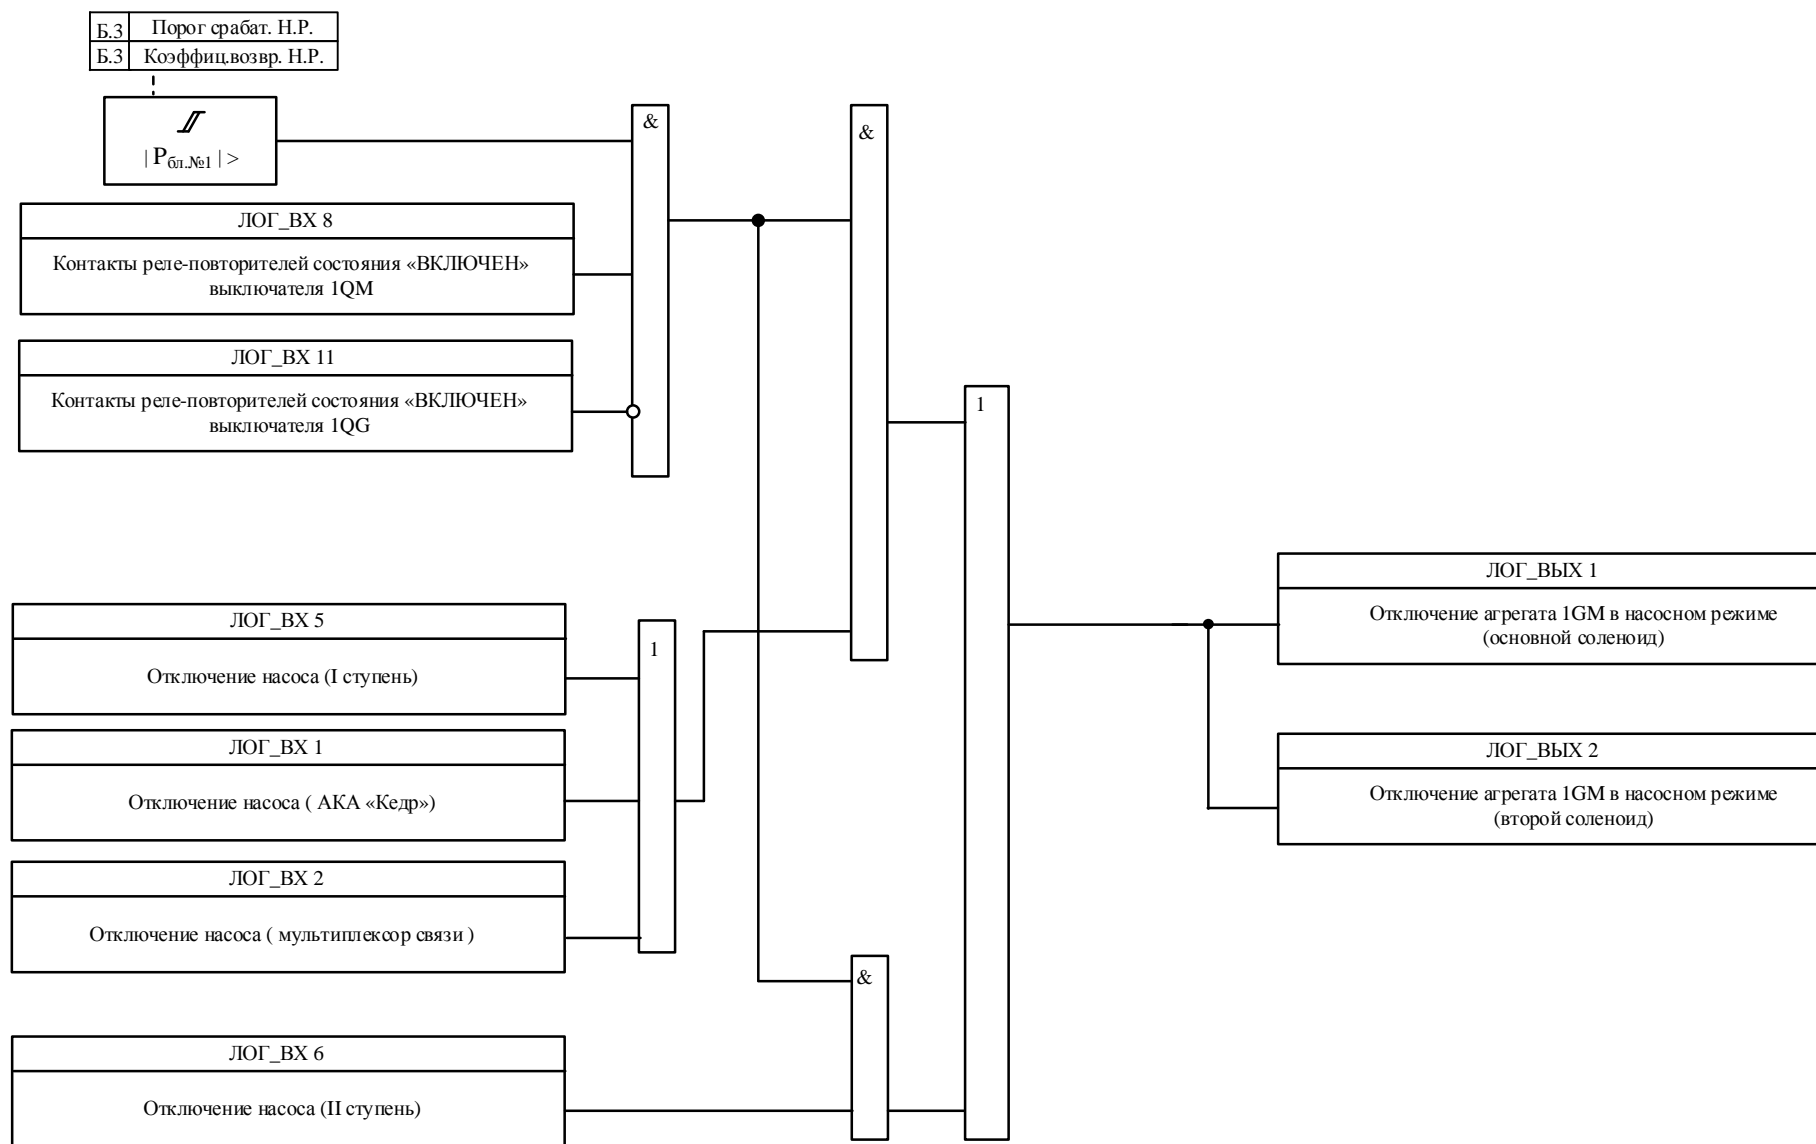 Б.3 Порог срабат. Н.Р.
Б.3 Коэффиц.возвр. Н.Р.
| Рбл.№1 | >
&
&
ЛОГ_ВХ 8
Контакты реле-повторителей состояния «ВКЛЮЧЕН»
выключателя 1QM
ЛОГ_ВХ 11
Контакты реле-повторителей состояния «ВКЛЮЧЕН»
выключателя 1QG
1
ЛОГ_ВХ 5
Отключение насоса (I ступень)
1
ЛОГ_ВХ 1
Отключение насоса ( АКА «Кедр»)
ЛОГ_ВХ 2
Отключение насоса ( мультиплексор связи )
&
ЛОГ_ВХ 6
Отключение насоса (II ступень)
ЛОГ_ВЫХ 1
Отключение агрегата 1GM в насосном режиме
(основной соленоид)
ЛОГ_ВЫХ 2
Отключение агрегата 1GM в насосном режиме
(второй соленоид)